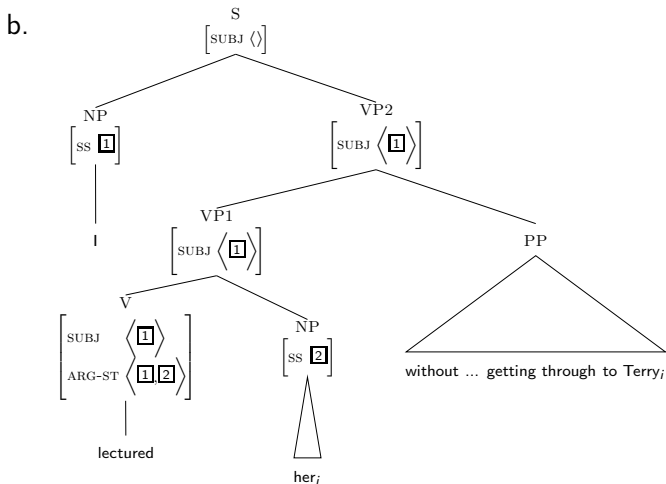 b.
S
[SUBJ ⟨⟩]
NP
VP2
[SS 1]
[SUBJ ⟨1⟩]
I
VP1
PP
[SUBJ ⟨1⟩]
V
NP
[SUBJ ⟨1⟩
ARG-ST ⟨1,2⟩]
[SS 2]
without ... getting through to Terryᵢ
lectured
herᵢ